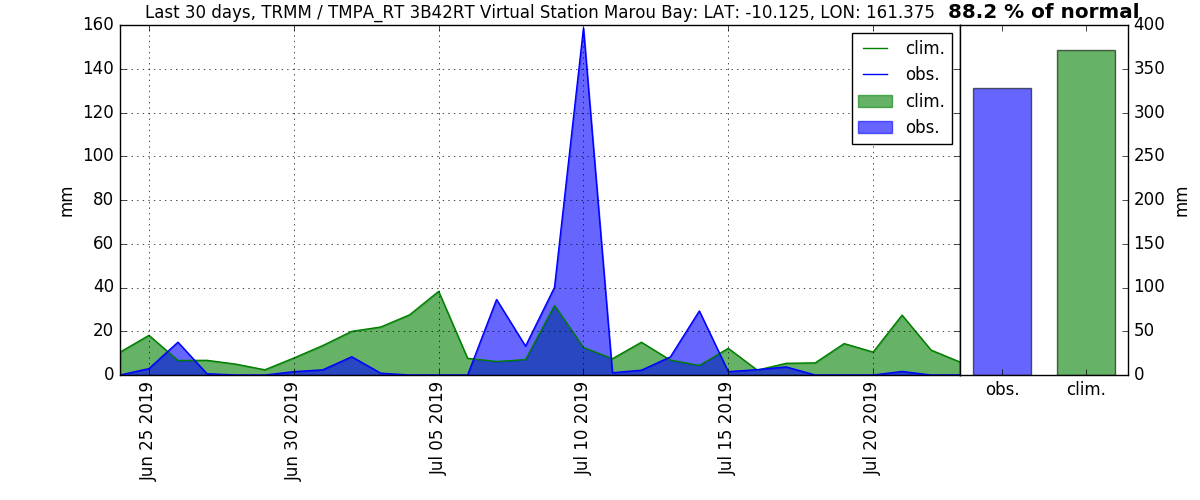 Last 30 days, TRMM / TMPA_RT 3B42RT Virtual Station Marou Bay: LAT: -10.125, LON: 161.375
88.2 % of normal
160
140
120
100
80
60
40
20
0
mm
clim.
obs.
clim.
obs.
Jun 25 2019
Jun 30 2019
Jul 05 2019
Jul 10 2019
Jul 15 2019
Jul 20 2019
400
350
300
250
200
150
100
50
0
mm
obs.
clim.